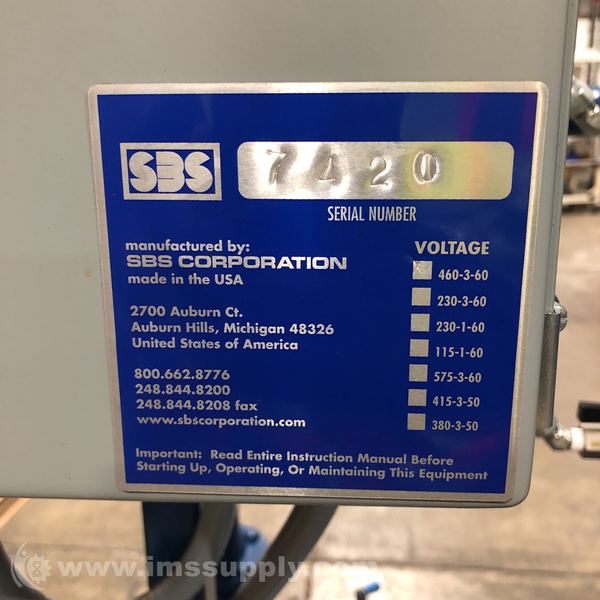 SBS
7420
SERIAL NUMBER
manufactured by:
SBS CORPORATION
made in the USA
2700 Auburn Ct.
Auburn Hills, Michigan 48326
United States of America
800.662.8776
248.844.8200
248.844.8208 fax
www.sbscorporation.com
VOLTAGE
460-3-60
230-3-60
230-1-60
115-1-60
575-3-60
415-3-50
380-3-50
Important: Read Entire Instruction Manual Before
Starting Up, Operating, Or Maintaining This Equipment
www.imssupply.com